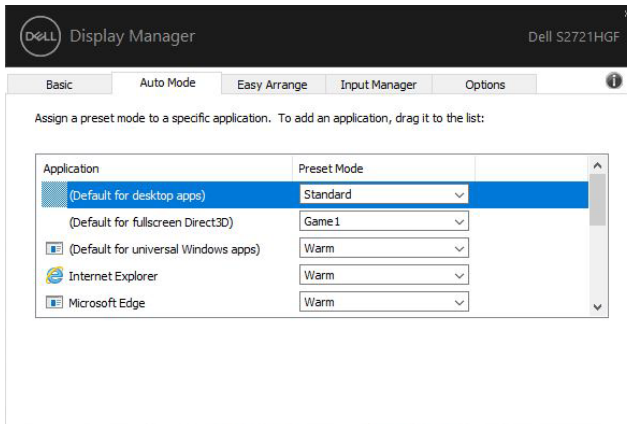 DELL Display Manager Dell S2721HGF
Basic Auto Mode Easy Arrange Input Manager Options
Assign a preset mode to a specific application. To add an application, drag it to the list:
Application Preset Mode
(Default for desktop apps) Standard
(Default for fullscreen Direct3D) Game1
(Default for universal Windows apps) Warm
Internet Explorer Warm
Microsoft Edge Warm